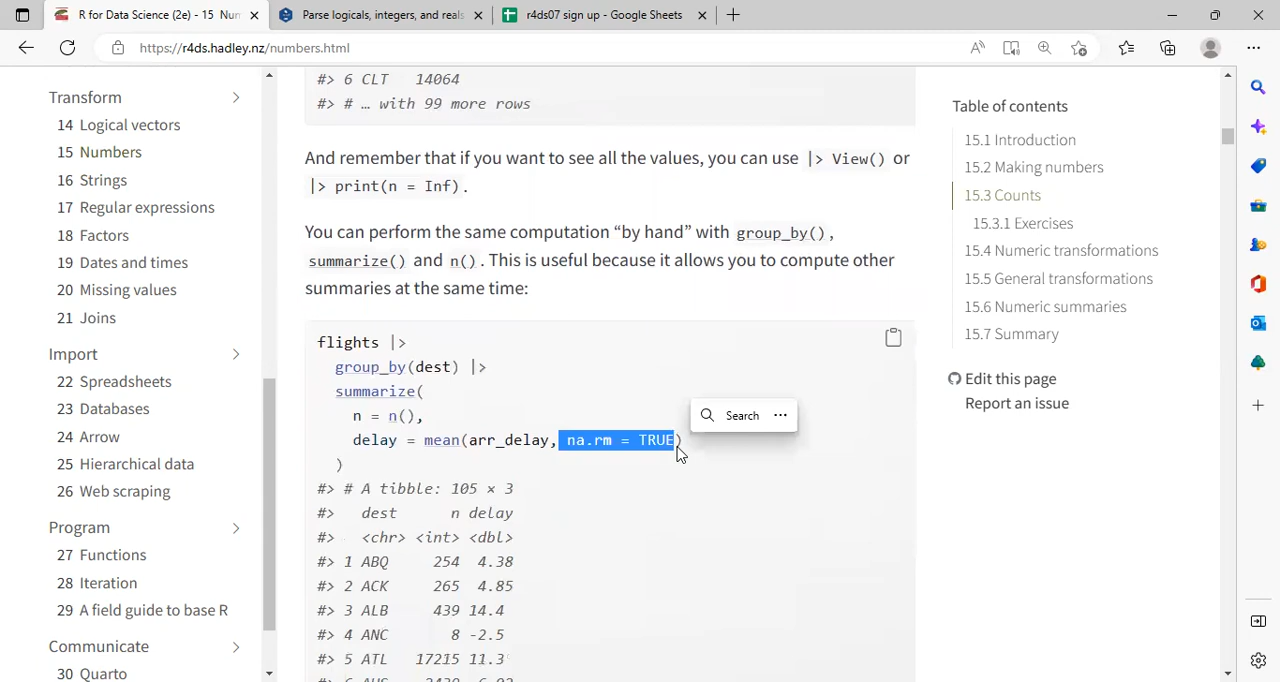 R for Data Science (2e) - 15 Num
Parse logicals, integers, and reals
r4ds07 sign up - Google Sheets
https://r4ds.hadley.nz/numbers.html
Transform
14 Logical vectors
15 Numbers
16 Strings
17 Regular expressions
18 Factors
19 Dates and times
20 Missing values
21 Joins
Import
22 Spreadsheets
23 Databases
24 Arrow
25 Hierarchical data
26 Web scraping
Program
27 Functions
28 Iteration
29 A field guide to base R
Communicate
30 Quarto
#> 6 CLT 14064
#> # … with 99 more rows
And remember that if you want to see all the values, you can use |> View() or
|> print(n = Inf).
You can perform the same computation “by hand” with group_by(),
summarize() and n(). This is useful because it allows you to compute other
summaries at the same time:
flights |>
group_by(dest) |>
summarize(
n = n(),
delay = mean(arr_delay, na.rm = TRUE)
)
#> # A tibble: 105 × 3
#> dest n delay
#> <chr> <int> <dbl>
#> 1 ABQ 254 4.38
#> 2 ACK 265 4.85
#> 3 ALB 439 14.4
#> 4 ANC 8 -2.5
#> 5 ATL 17215 11.3
Search
Table of contents
15.1 Introduction
15.2 Making numbers
15.3 Counts
15.3.1 Exercises
15.4 Numeric transformations
15.5 General transformations
15.6 Numeric summaries
15.7 Summary
Edit this page
Report an issue